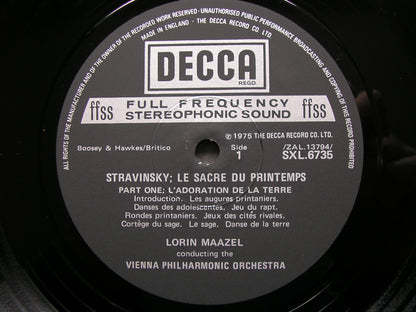 ALL RIGHTS OF THE MANUFACTURER AND OF THE OWNER OF THE RECORDED WORK RESERVED · UNAUTHORISED PUBLIC PERFORMANCE BROADCASTING AND COPYING OF THIS RECORD PROHIBITED
MADE IN ENGLAND · THE DECCA RECORD CO LTD.
DECCA
REGD.
ffss FULL FREQUENCY ffss
STEREOPHONIC SOUND
℗ 1975 THE DECCA RECORD CO. LTD.
Boosey & Hawkes/Britico Side /ZAL.13794/
1 SXL.6735
STRAVINSKY; LE SACRE DU PRINTEMPS
PART ONE; L'ADORATION DE LA TERRE
Introduction. Les augures printaniers.
Danses des adolescentes. Jeu du rapt.
Rondes printaniers. Jeux des cités rivales.
Cortège du sage. Le sage. Danse de la terre
LORIN MAAZEL
conducting the
VIENNA PHILHARMONIC ORCHESTRA